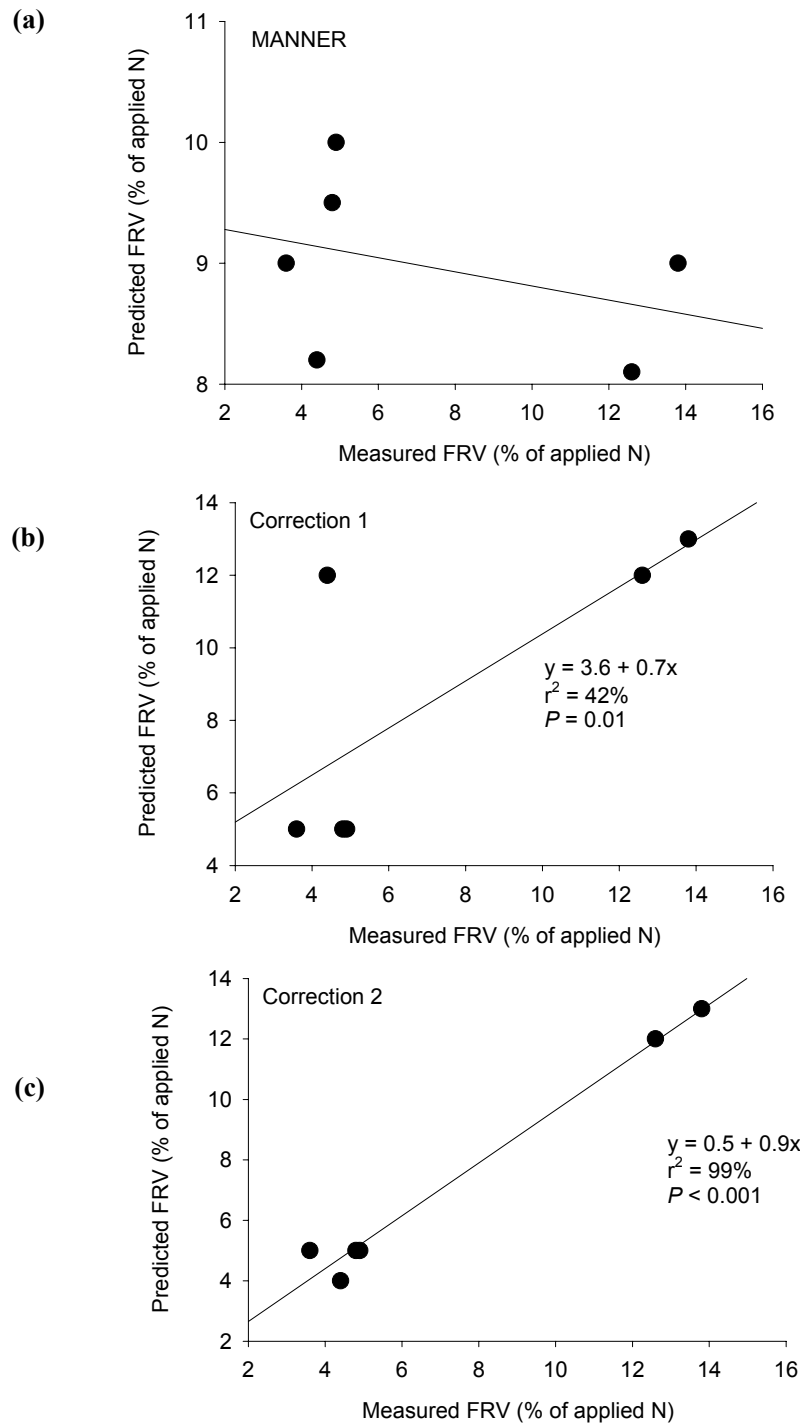 (a)
MANNER
Predicted FRV (% of applied N)
11
10
9
8
2 4 6 8 10 12 14 16
Measured FRV (% of applied N)
(b)
Correction 1
Predicted FRV (% of applied N)
14
12
10
8
6
4
y = 3.6 + 0.7x
r² = 42%
P = 0.01
2 4 6 8 10 12 14 16
Measured FRV (% of applied N)
(c)
Correction 2
Predicted FRV (% of applied N)
14
12
10
8
6
4
2
y = 0.5 + 0.9x
r² = 99%
P < 0.001
2 4 6 8 10 12 14 16
Measured FRV (% of applied N)